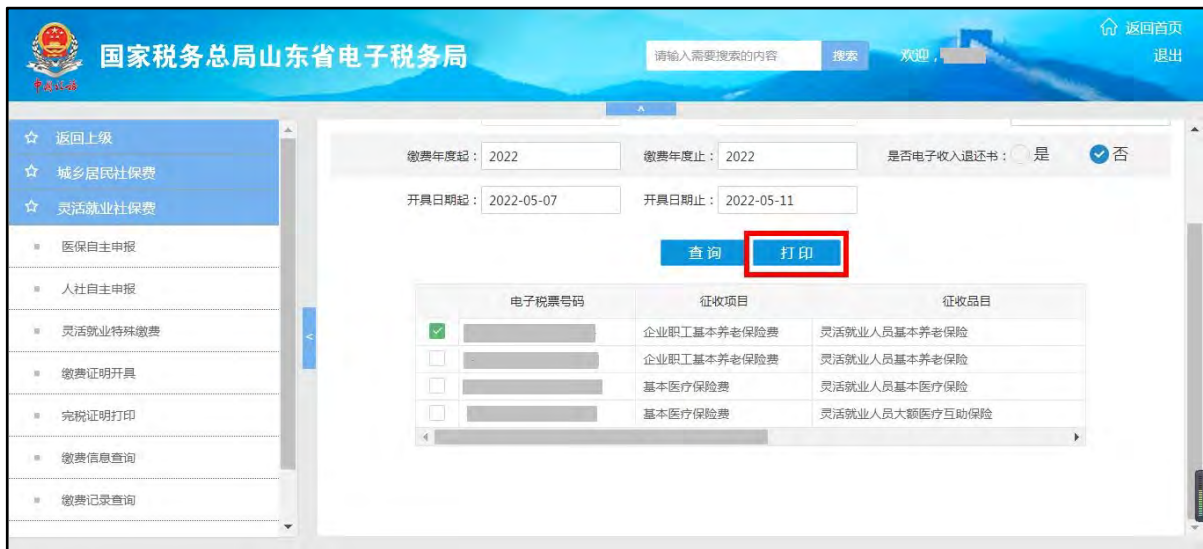 返回首页
国家税务总局山东省电子税务局
请输入需要搜索的内容 搜索 欢迎，
退出
中国税务
返回上级
城乡居民社保费
灵活就业社保费
医保自主申报
人社自主申报
灵活就业特殊缴费
缴费证明开具
完税证明打印
缴费信息查询
缴费记录查询
缴费年度起： 2022 缴费年度止： 2022 是否电子收入退还书： 是 否
开具日期起： 2022-05-07 开具日期止： 2022-05-11
查询 打印
电子税票号码 征收项目 征收品目
企业职工基本养老保险费 灵活就业人员基本养老保险
企业职工基本养老保险费 灵活就业人员基本养老保险
基本医疗保险费 灵活就业人员基本医疗保险
基本医疗保险费 灵活就业人员大额医疗互助保险